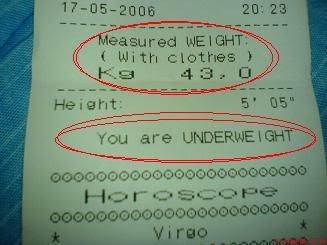 17-05-2006 20:23
Measured WEIGHT:
( With clothes )
Kg 43,0
Height: 5' 05"
You are UNDERWEIGHT
Horoscope
* Virgo *